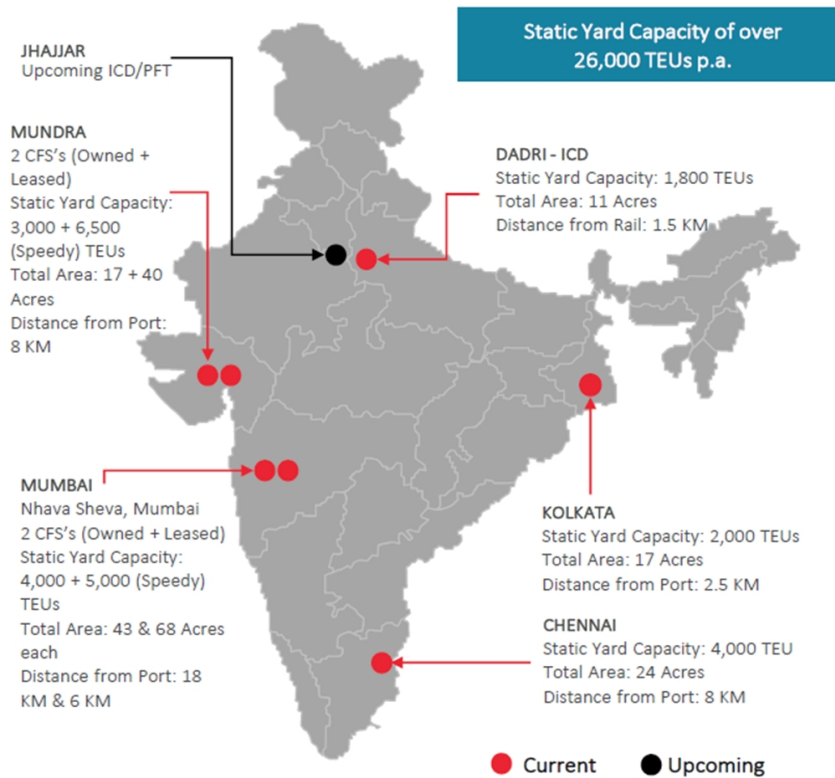 Static Yard Capacity of over
26,000 TEUs p.a.
JHAJJAR
Upcoming ICD/PFT
MUNDRA
2 CFS's (Owned +
Leased)
Static Yard Capacity:
3,000 + 6,500
(Speedy) TEUs
Total Area: 17 + 40
Acres
Distance from Port:
8 KM
DADRI - ICD
Static Yard Capacity: 1,800 TEUs
Total Area: 11 Acres
Distance from Rail: 1.5 KM
MUMBAI
Nhava Sheva, Mumbai
2 CFS's (Owned + Leased)
Static Yard Capacity:
4,000 + 5,000 (Speedy)
TEUs
Total Area: 43 & 68 Acres
each
Distance from Port: 18
KM & 6 KM
KOLKATA
Static Yard Capacity: 2,000 TEUs
Total Area: 17 Acres
Distance from Port: 2.5 KM
CHENNAI
Static Yard Capacity: 4,000 TEU
Total Area: 24 Acres
Distance from Port: 8 KM
Current
Upcoming